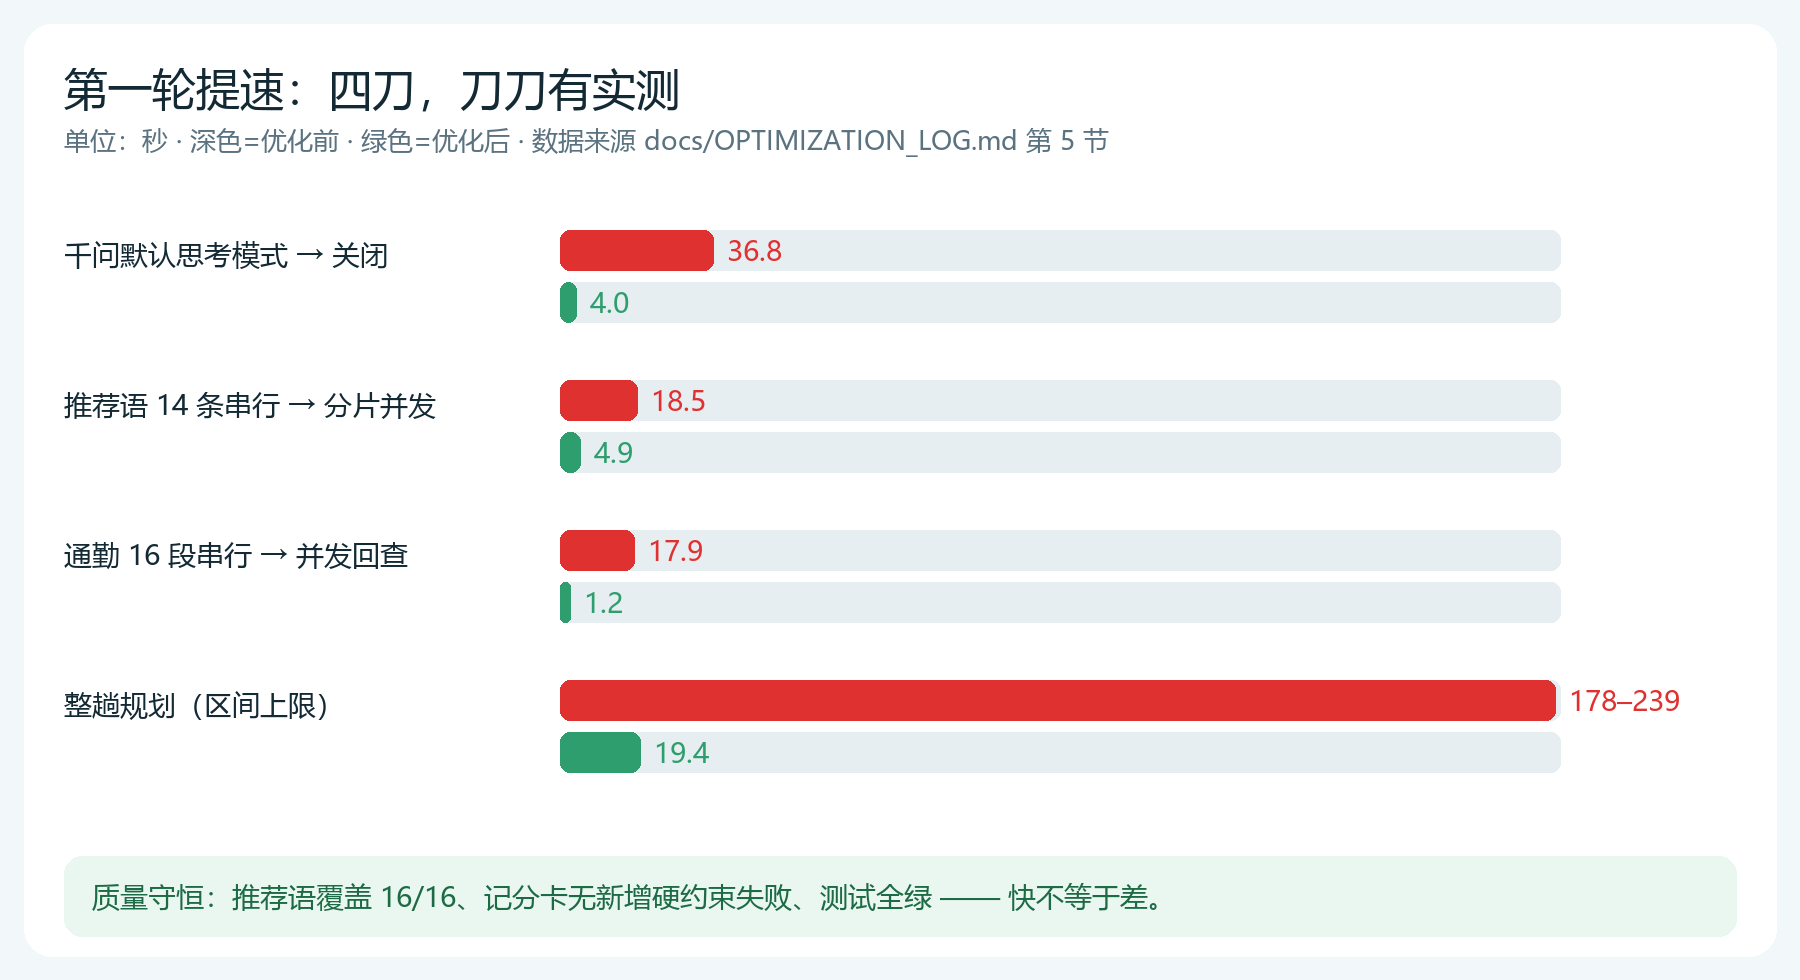 第一轮提速：四刀，刀刀有实测
单位：秒 · 深色=优化前 · 绿色=优化后 · 数据来源 docs/OPTIMIZATION_LOG.md 第 5 节
千问默认思考模式 → 关闭
36.8
4.0
推荐语 14 条串行 → 分片并发
18.5
4.9
通勤 16 段串行 → 并发回查
17.9
1.2
整趟规划（区间上限）
178–239
19.4
质量守恒：推荐语覆盖 16/16、记分卡无新增硬约束失败、测试全绿 —— 快不等于差。